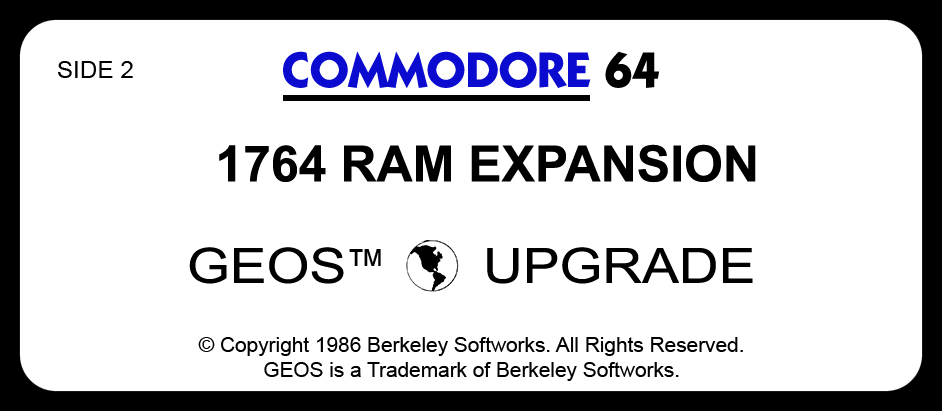 SIDE 2
COMMODORE 64
1764 RAM EXPANSION
GEOS™ UPGRADE
© Copyright 1986 Berkeley Softworks. All Rights Reserved.
GEOS is a Trademark of Berkeley Softworks.